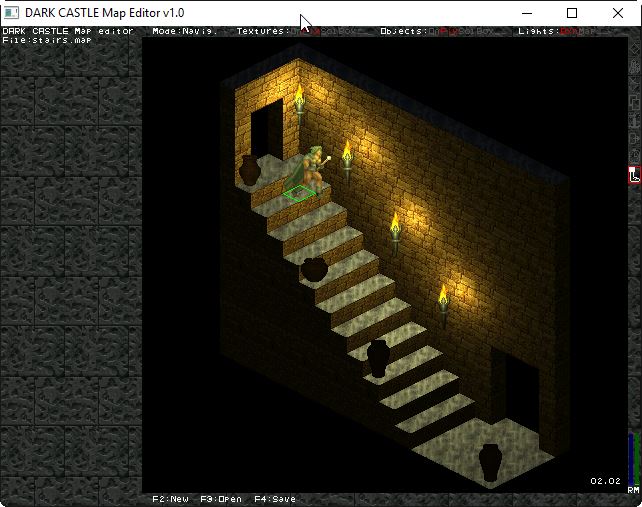 DARK CASTLE Map Editor v1.0
DARK CASTLE Map editor Mode:Navig. Textures: Objects: Lights:
File:stairs.map
02.02
RM
F2:New F3:Open F4:Save